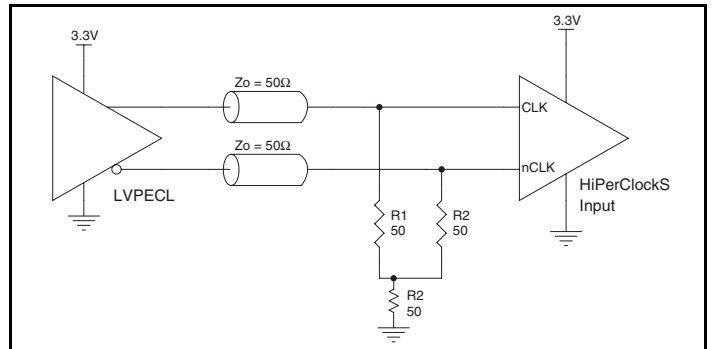 3.3V
3.3V
Zo = 50Ω
CLK
Zo = 50Ω
nCLK
LVPECL
HiPerClockS
Input
R1
50
R2
50
R2
50